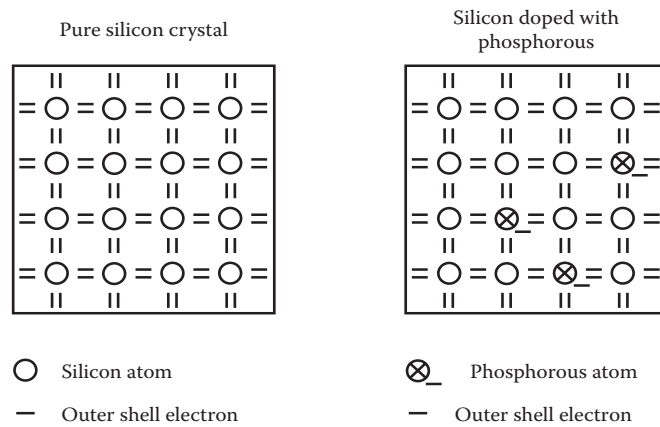 Pure silicon crystal
Silicon doped with
phosphorous
Silicon atom
Outer shell electron
Phosphorous atom
Outer shell electron